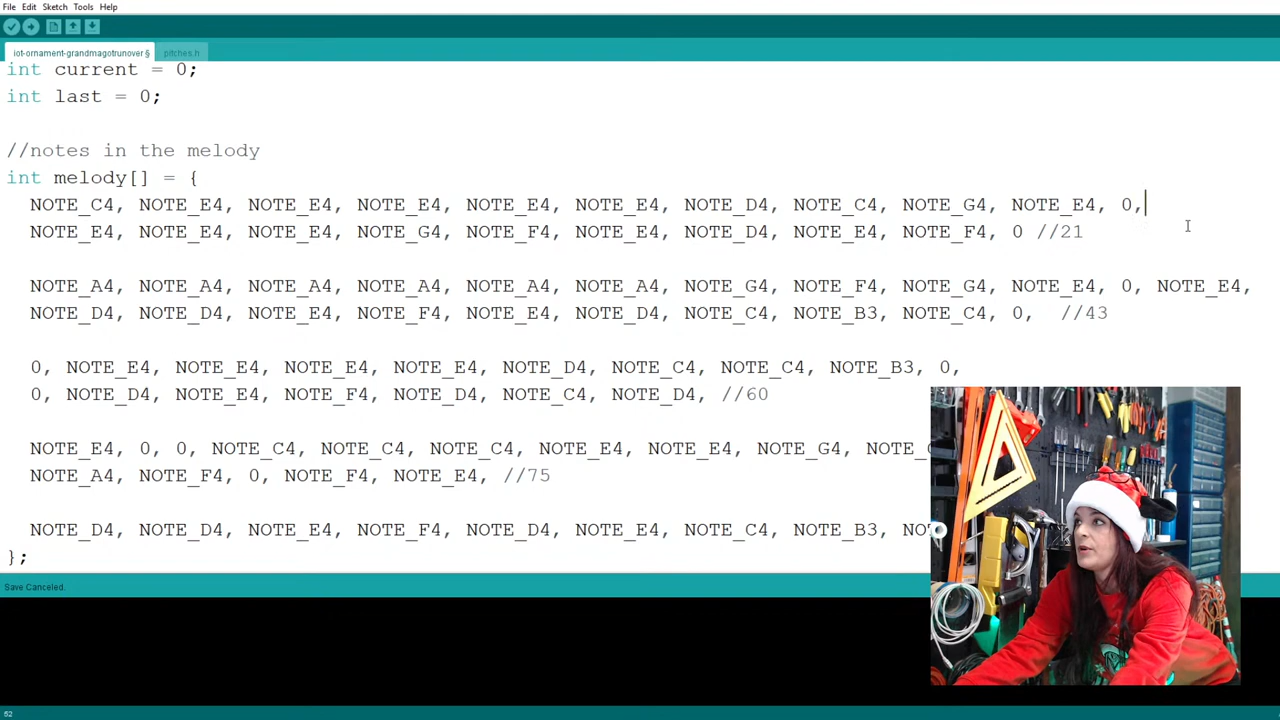 File Edit Sketch Tools Help
iot-ornament-grandmagotrunover § pitches.h
int current = 0;
int last = 0;
//notes in the melody
int melody[] = {
NOTE_C4, NOTE_E4, NOTE_E4, NOTE_E4, NOTE_E4, NOTE_E4, NOTE_D4, NOTE_C4, NOTE_G4, NOTE_E4, 0,
NOTE_E4, NOTE_E4, NOTE_E4, NOTE_G4, NOTE_F4, NOTE_E4, NOTE_D4, NOTE_E4, NOTE_F4, 0 //21
NOTE_A4, NOTE_A4, NOTE_A4, NOTE_A4, NOTE_A4, NOTE_A4, NOTE_G4, NOTE_F4, NOTE_G4, NOTE_E4, 0, NOTE_E4,
NOTE_D4, NOTE_D4, NOTE_E4, NOTE_F4, NOTE_E4, NOTE_D4, NOTE_C4, NOTE_B3, NOTE_C4, 0, //43
0, NOTE_E4, NOTE_E4, NOTE_E4, NOTE_E4, NOTE_D4, NOTE_C4, NOTE_C4, NOTE_B3, 0,
0, NOTE_D4, NOTE_E4, NOTE_F4, NOTE_D4, NOTE_C4, NOTE_D4, //60
NOTE_E4, 0, 0, NOTE_C4, NOTE_C4, NOTE_C4, NOTE_E4, NOTE_E4, NOTE_G4,
NOTE_A4, NOTE_F4, 0, NOTE_F4, NOTE_E4, //75
NOTE_D4, NOTE_D4, NOTE_E4, NOTE_F4, NOTE_D4, NOTE_E4, NOTE_C4, NOTE_B3,
};
Save Canceled.
52